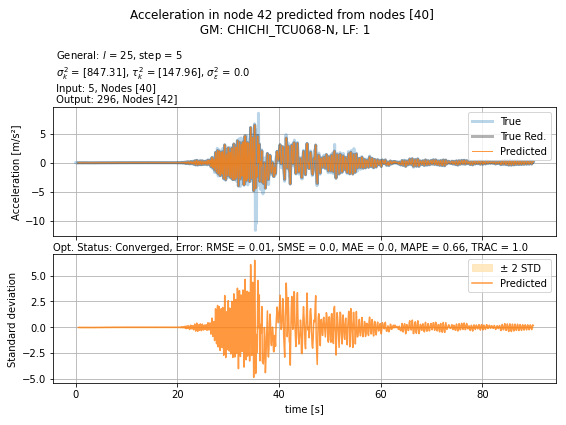 Acceleration in node 42 predicted from nodes [40]
GM: CHICHI_TCU068-N, LF: 1
General: l = 25, step = 5
σ²ₖ = [847.31], τ²ₖ = [147.96], σ²ε = 0.0
Input: 5, Nodes [40]
Output: 296, Nodes [42]
Acceleration [m/s²]
5
0
−5
−10
True
True Red.
Predicted
Opt. Status: Converged, Error: RMSE = 0.01, SMSE = 0.0, MAE = 0.0, MAPE = 0.66, TRAC = 1.0
Standard deviation
5.0
2.5
0.0
−2.5
−5.0
± 2 STD
Predicted
0 20 40 60 80
time [s]